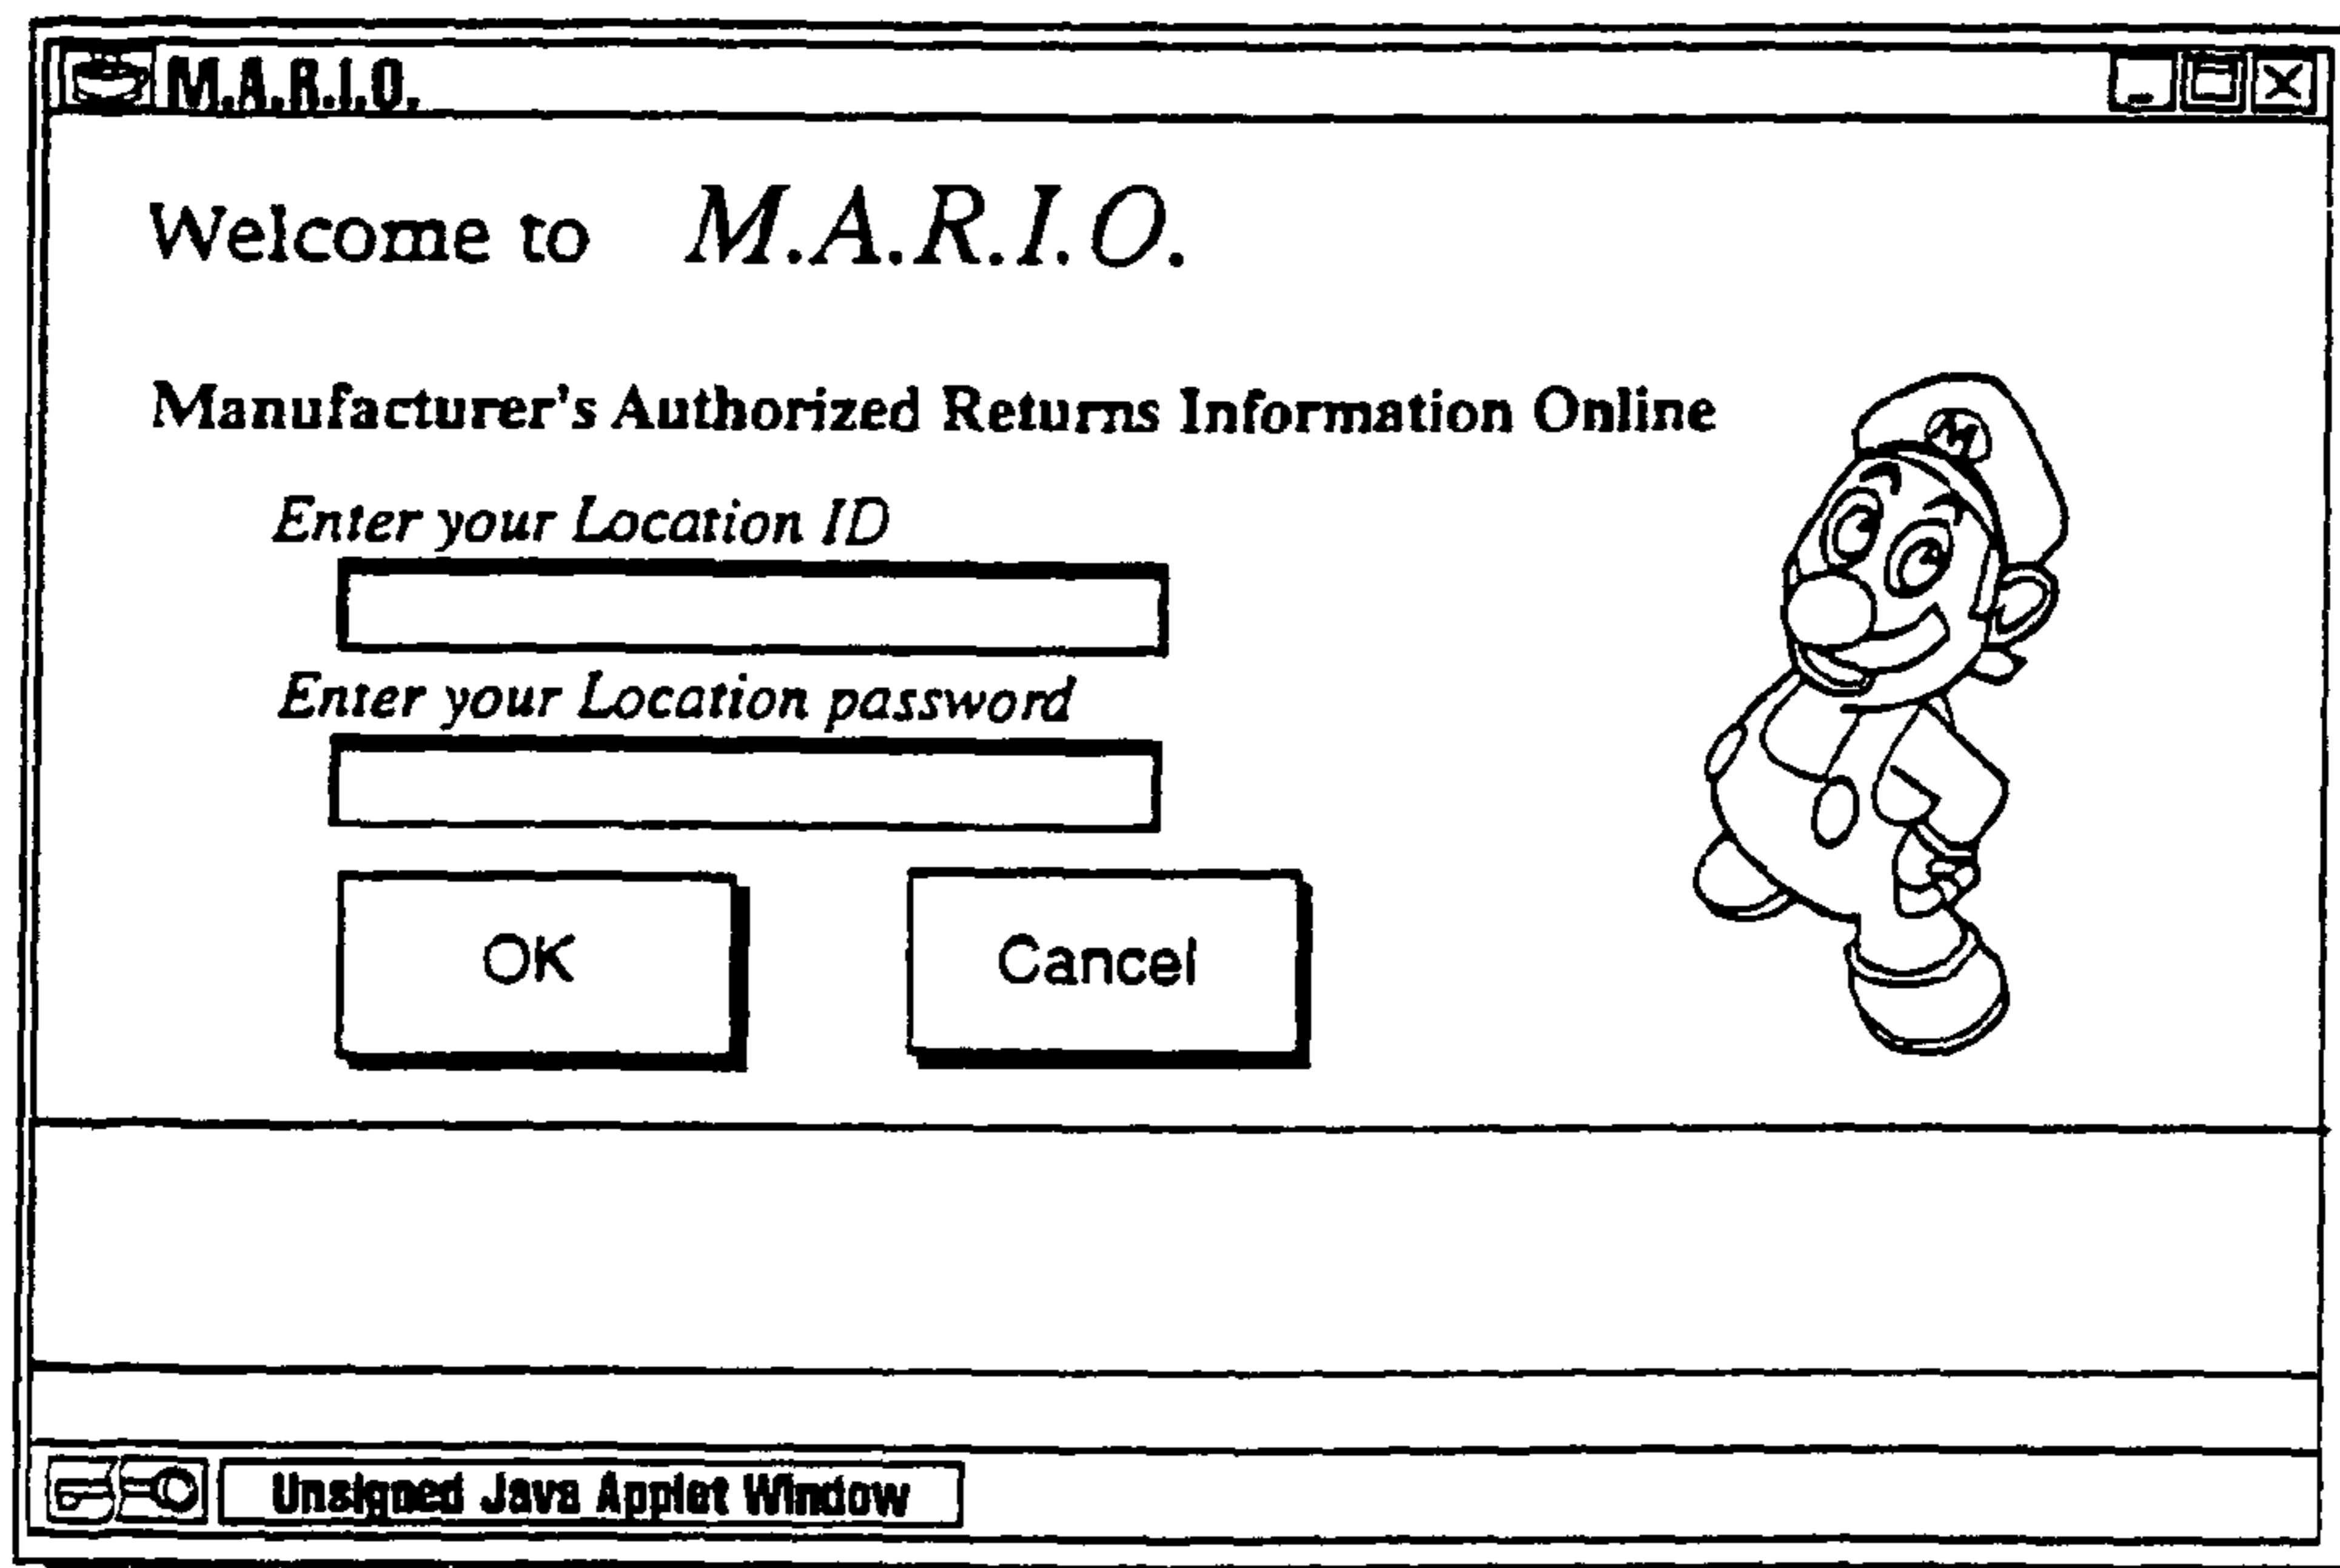 M.A.R.I.O.
Welcome to M.A.R.I.O.
Manufacturer's Authorized Returns Information Online
M
Enter your Location ID
Enter your Location password
OK Cancel
Unsigned Java Applet Window